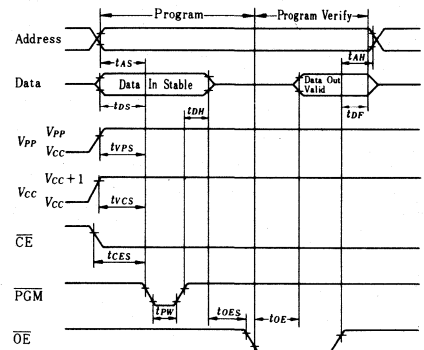 Program
Program Verify
Address
tAS
tAH
Data
Data In Stable
Data Out
Valid
tDS
tDH
tDF
VPP VPP
VCC
tVPS
VCC VCC+1
VCC
tVCS
CE
tCES
PGM
tPW
tOES
tOE
OE